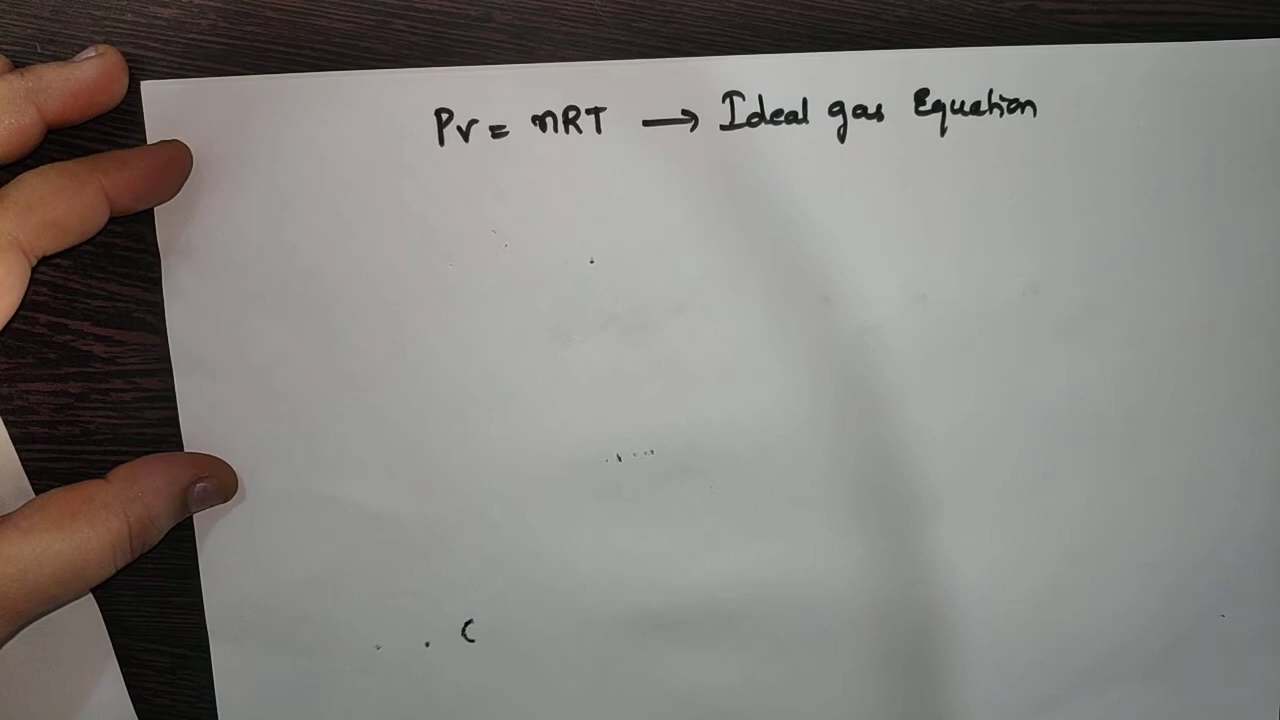 Pv = nRT → Ideal gas Equation
(